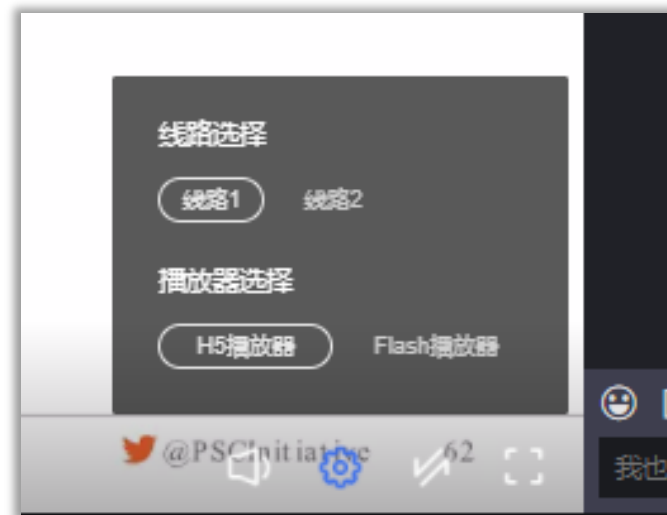 线路选择
线路1 线路2
播放器选择
H5播放器 Flash播放器
@PSCInitiative 62
我也